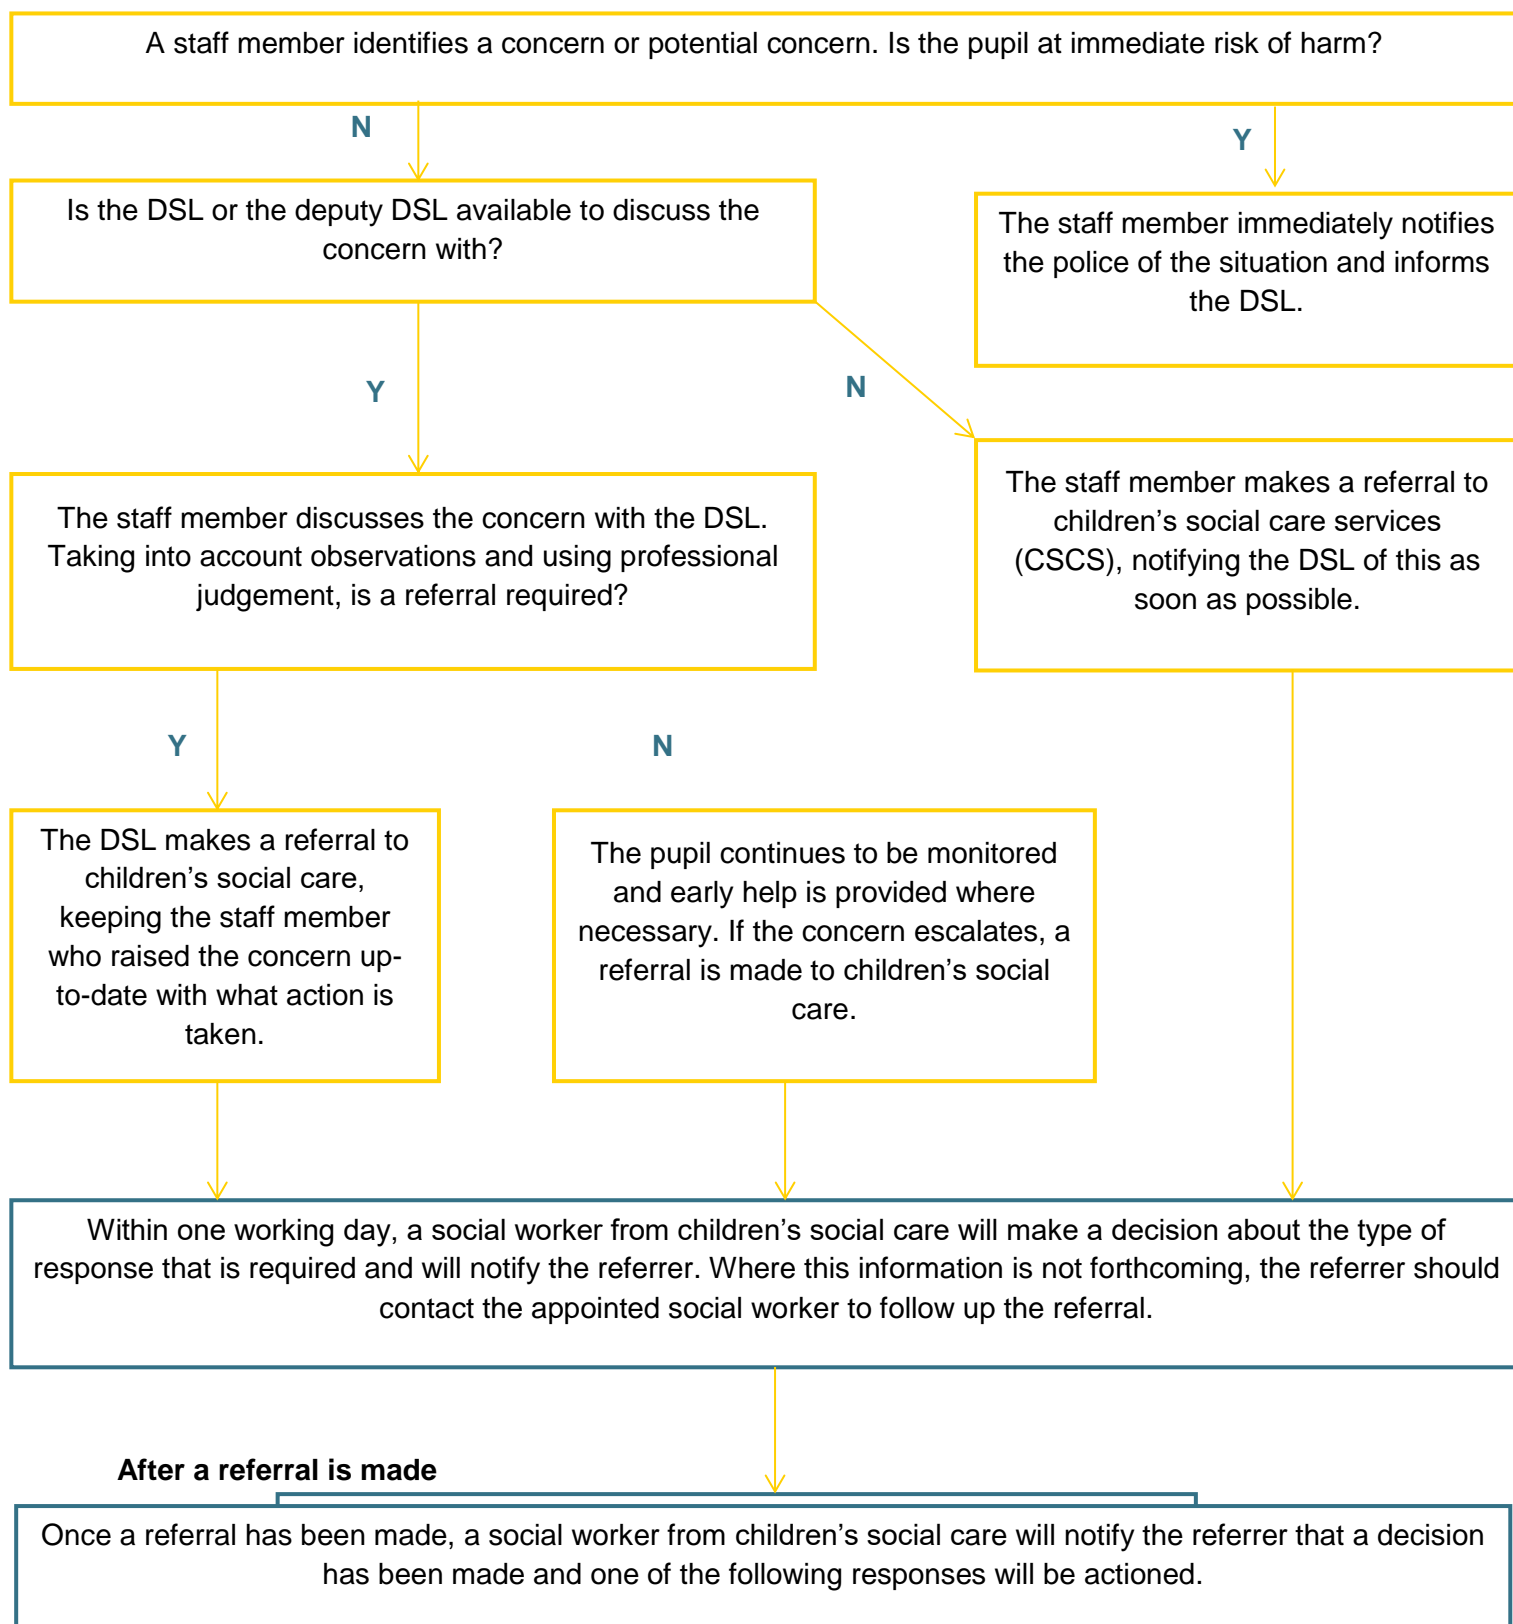 A staff member identifies a concern or potential concern. Is the pupil at immediate risk of harm?
N
Y
Is the DSL or the deputy DSL available to discuss the
concern with?
The staff member immediately notifies
the police of the situation and informs
the DSL.
Y
N
The staff member discusses the concern with the DSL.
Taking into account observations and using professional
judgement, is a referral required?
The staff member makes a referral to
children’s social care services
(CSCS), notifying the DSL of this as
soon as possible.
Y
N
The DSL makes a referral to
children’s social care,
keeping the staff member
who raised the concern up-
to-date with what action is
taken.
The pupil continues to be monitored
and early help is provided where
necessary. If the concern escalates, a
referral is made to children’s social
care.
Within one working day, a social worker from children’s social care will make a decision about the type of
response that is required and will notify the referrer. Where this information is not forthcoming, the referrer should
contact the appointed social worker to follow up the referral.
After a referral is made
Once a referral has been made, a social worker from children’s social care will notify the referrer that a decision
has been made and one of the following responses will be actioned.